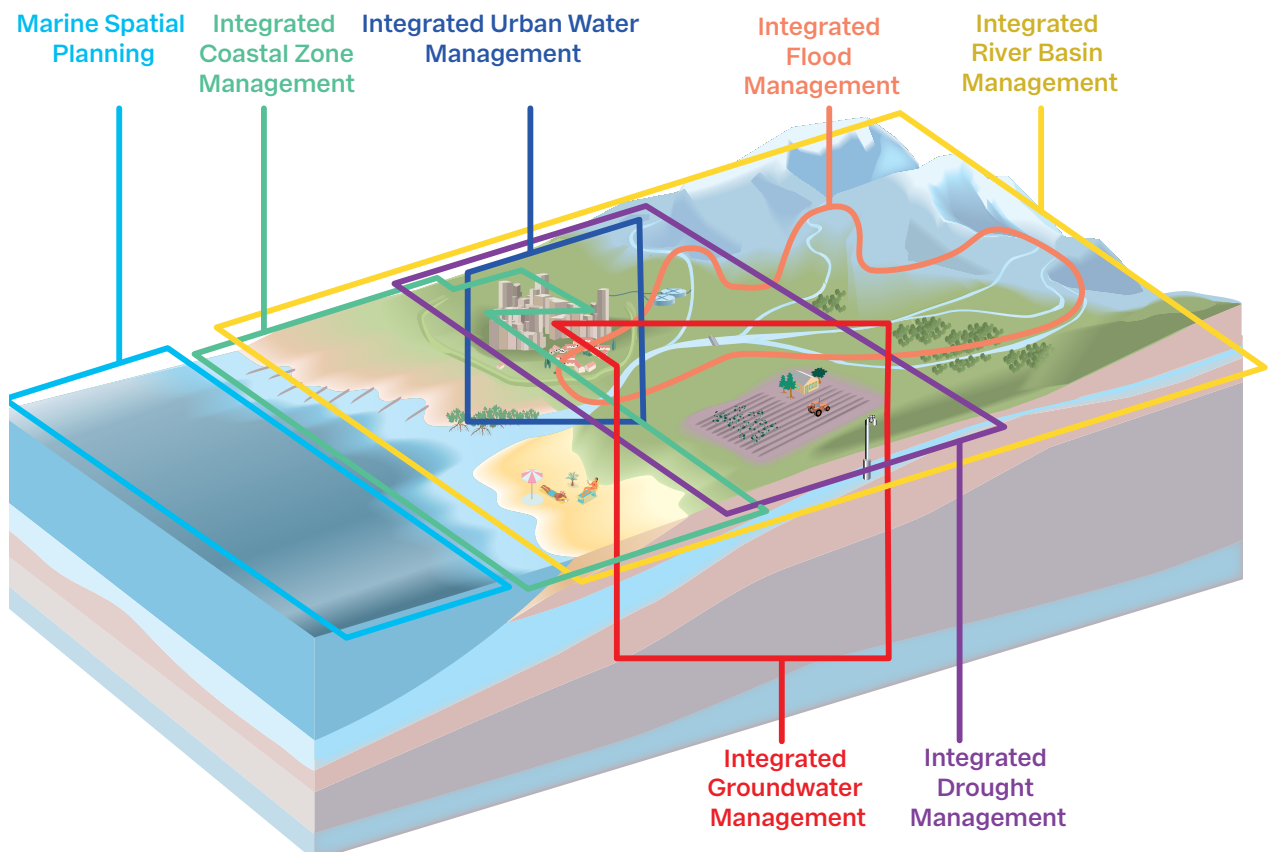 Marine Spatial
Planning
Integrated
Coastal Zone
Management
Integrated Urban Water
Management
Integrated
Flood
Management
Integrated
River Basin
Management
Integrated
Groundwater
Management
Integrated
Drought
Management